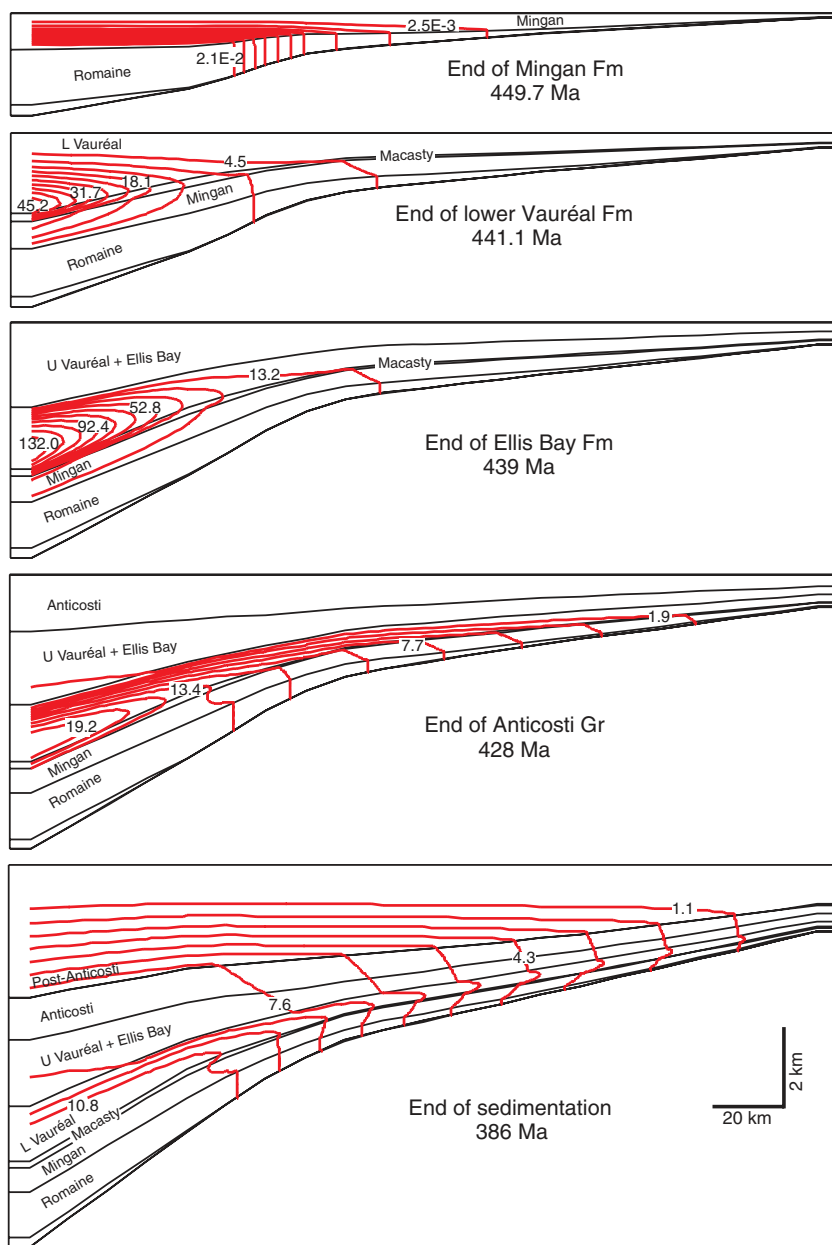 2.5E-3
Mingan
2.1E-2
Romaine
End of Mingan Fm
449.7 Ma
L Vauréal
4.5
Macasty
18.1
31.7
45.2
Mingan
End of lower Vauréal Fm
441.1 Ma
Romaine
U Vauréal + Ellis Bay
13.2
Macasty
52.8
92.4
132.0
End of Ellis Bay Fm
439 Ma
Mingan
Romaine
Anticosti
1.9
U Vauréal + Ellis Bay
7.7
13.4
19.2
End of Anticosti Gr
428 Ma
Mingan
Romaine
1.1
4.3
Post-Anticosti
7.6
Anticosti
U Vauréal + Ellis Bay
2 km
10.8
20 km
End of sedimentation
386 Ma
L Vauréal
Macasty
Mingan
Romaine